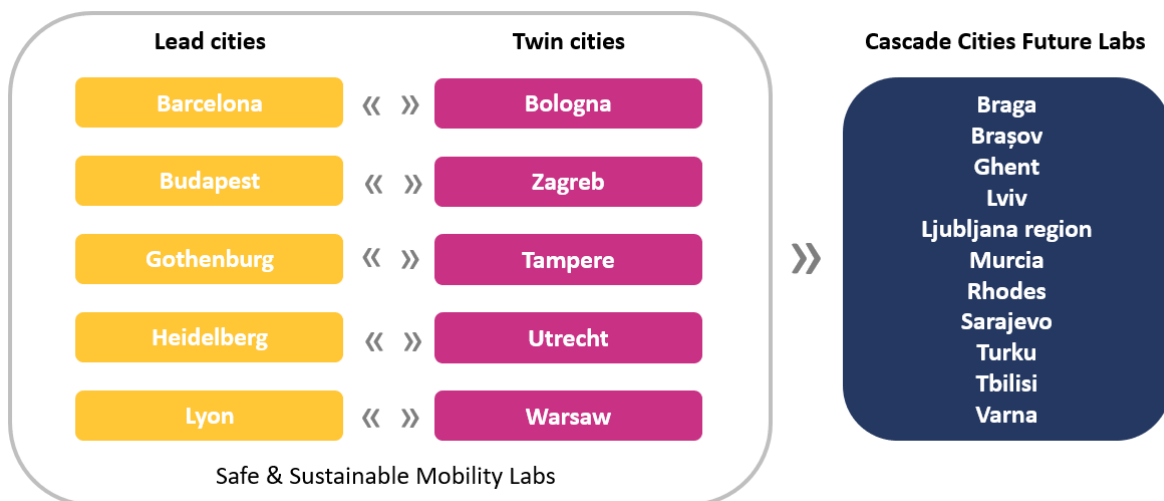 Lead cities
Twin cities
Cascade Cities Future Labs
Barcelona « » Bologna
Budapest « » Zagreb
Gothenburg « » Tampere
Heidelberg « » Utrecht
Lyon « » Warsaw
Safe & Sustainable Mobility Labs
»
Braga
Brașov
Ghent
Lviv
Ljubljana region
Murcia
Rhodes
Sarajevo
Turku
Tbilisi
Varna